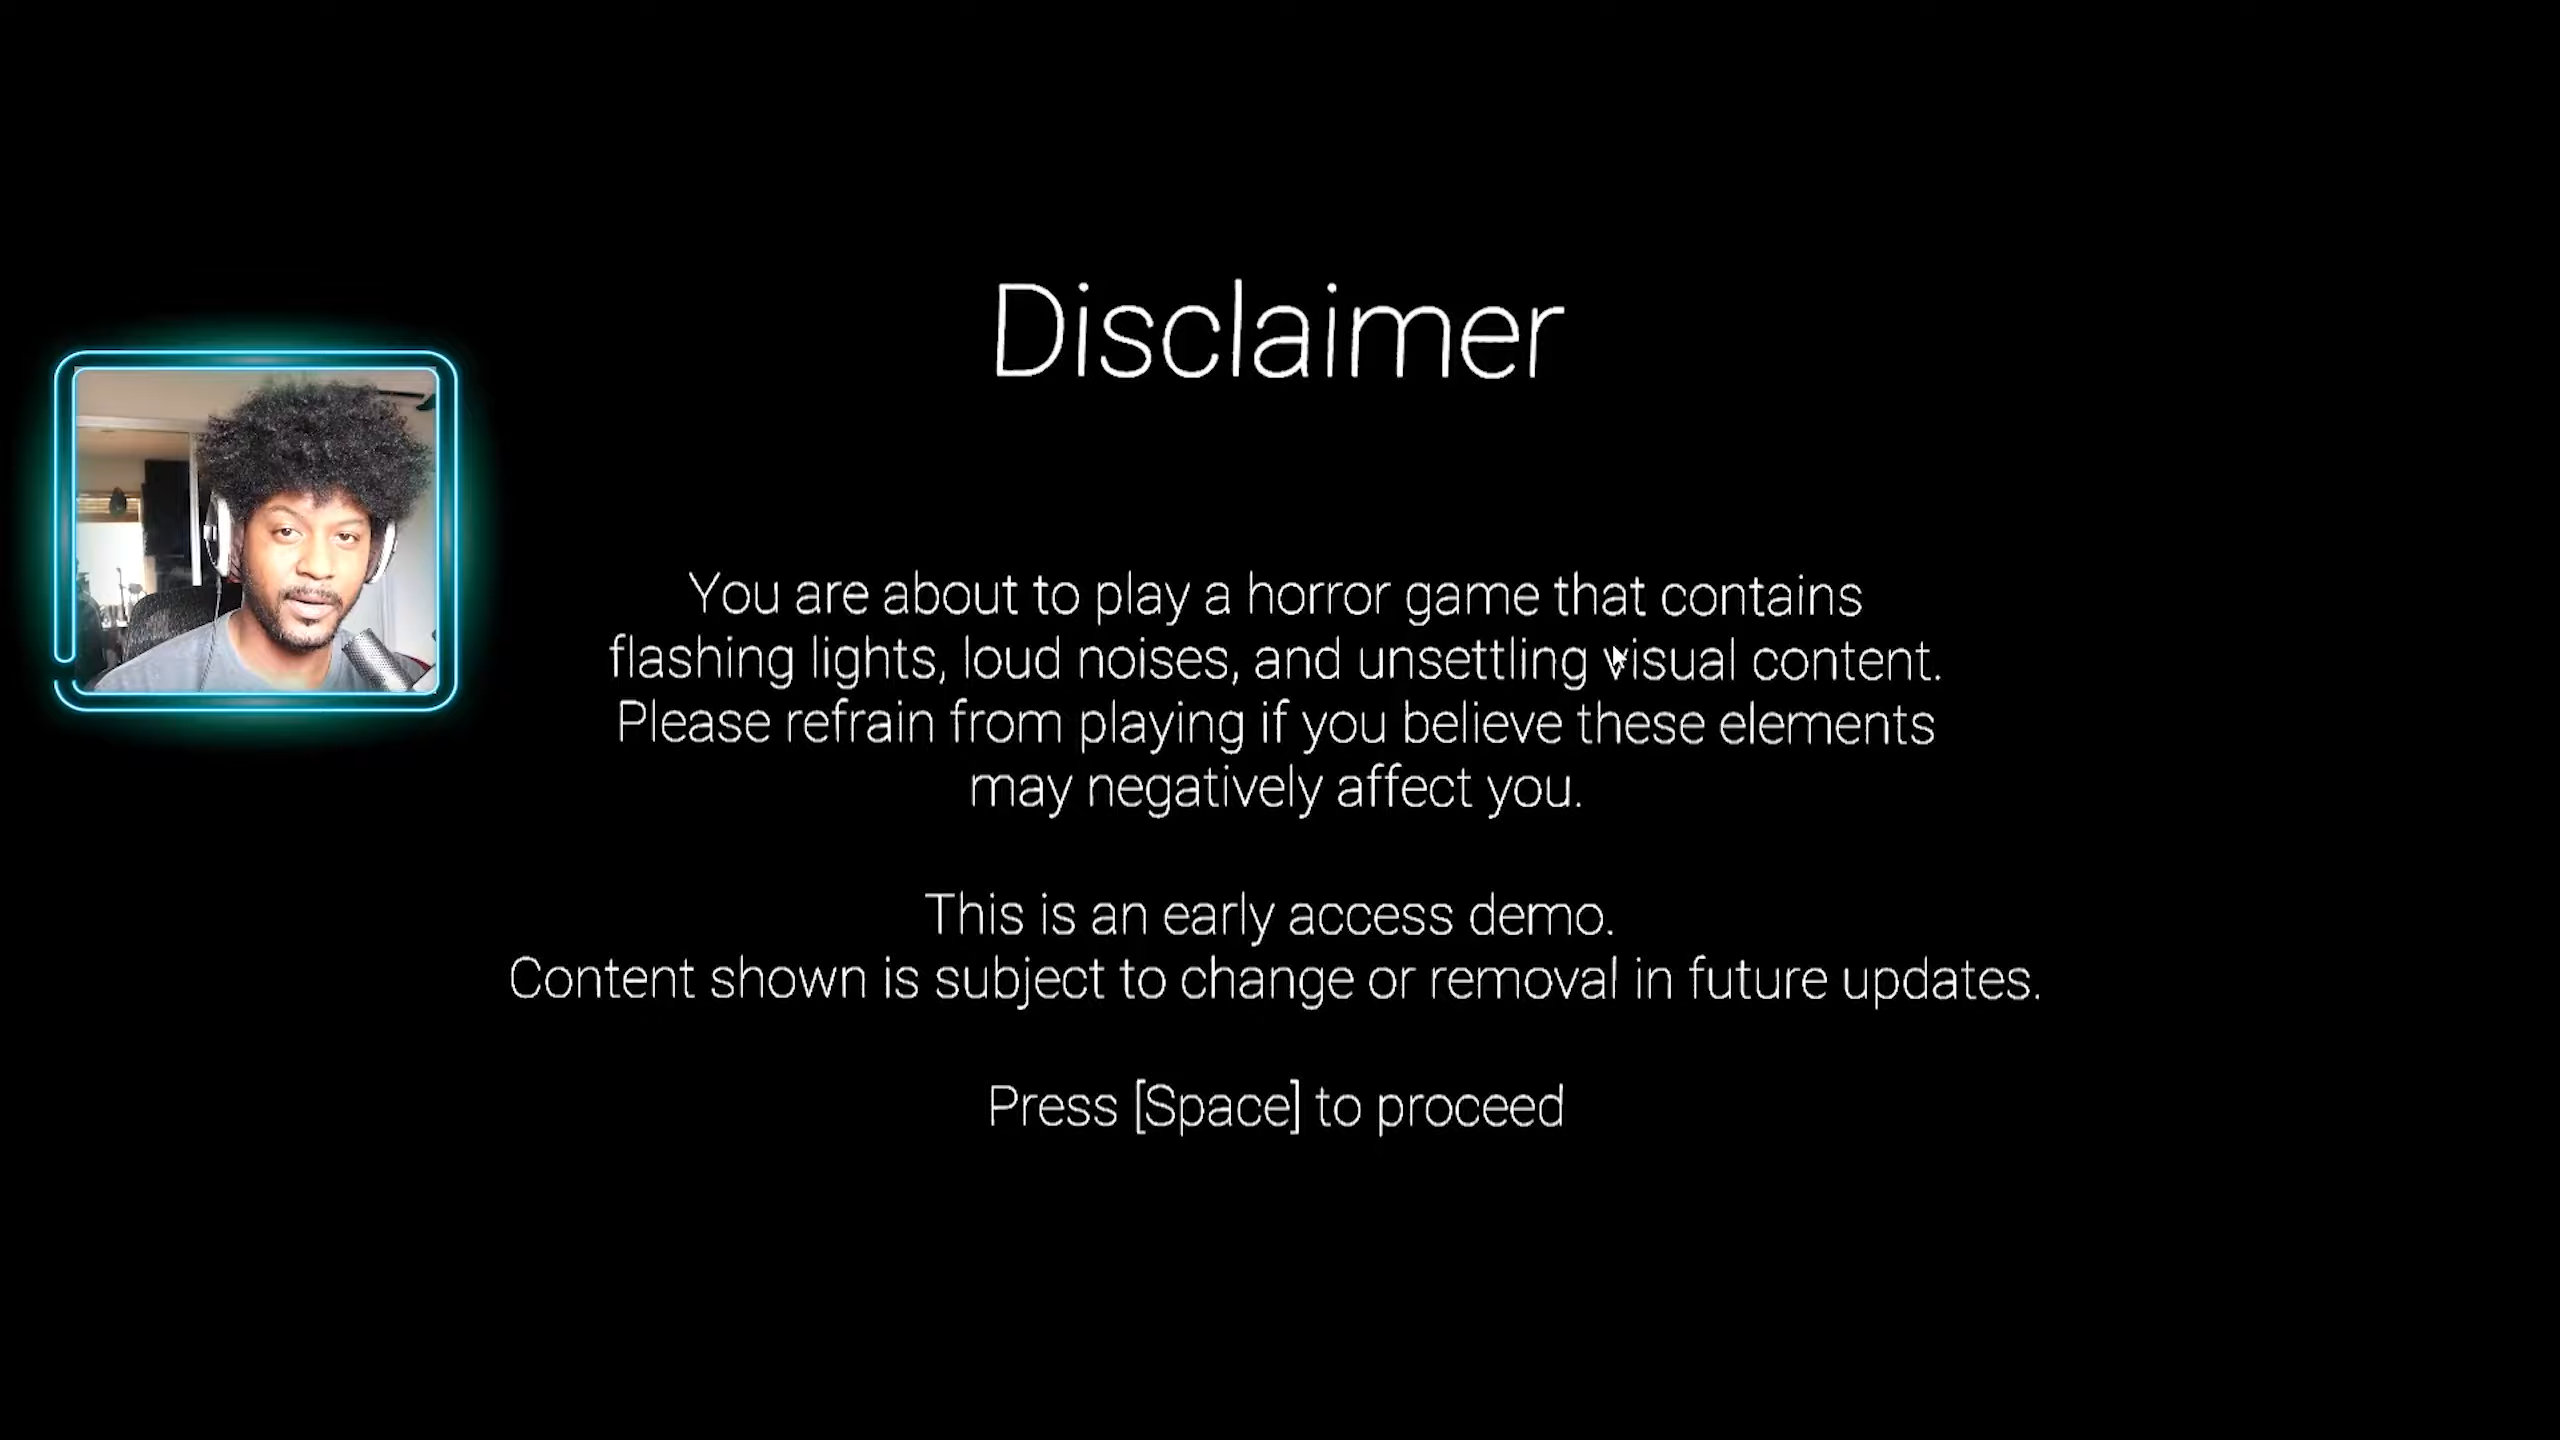 Disclaimer
You are about to play a horror game that contains
flashing lights, loud noises, and unsettling visual content.
Please refrain from playing if you believe these elements
may negatively affect you.
This is an early access demo.
Content shown is subject to change or removal in future updates.
Press [Space] to proceed